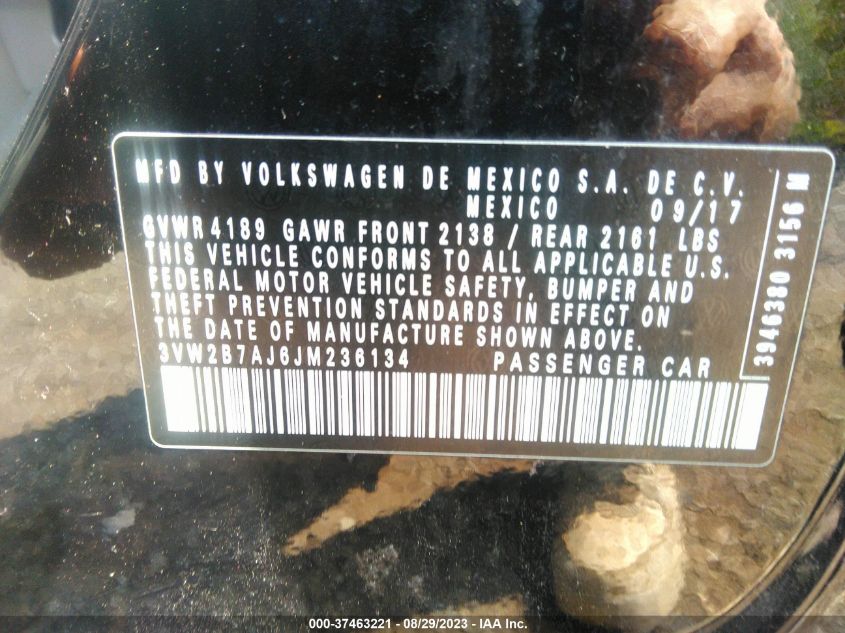 MFD BY VOLKSWAGEN DE MEXICO S.A. DE C.V.
MEXICO 09/17
GVWR 4189 GAWR FRONT 2138 / REAR 2161 LBS
THIS VEHICLE CONFORMS TO ALL APPLICABLE U.S.
FEDERAL MOTOR VEHICLE SAFETY, BUMPER AND
THEFT PREVENTION STANDARDS IN EFFECT ON
THE DATE OF MANUFACTURE SHOWN ABOVE.
3VW2B7AJ6JM236134 PASSENGER CAR
3946380 3156 M
000-37463221 - 08/29/2023 - IAA Inc.